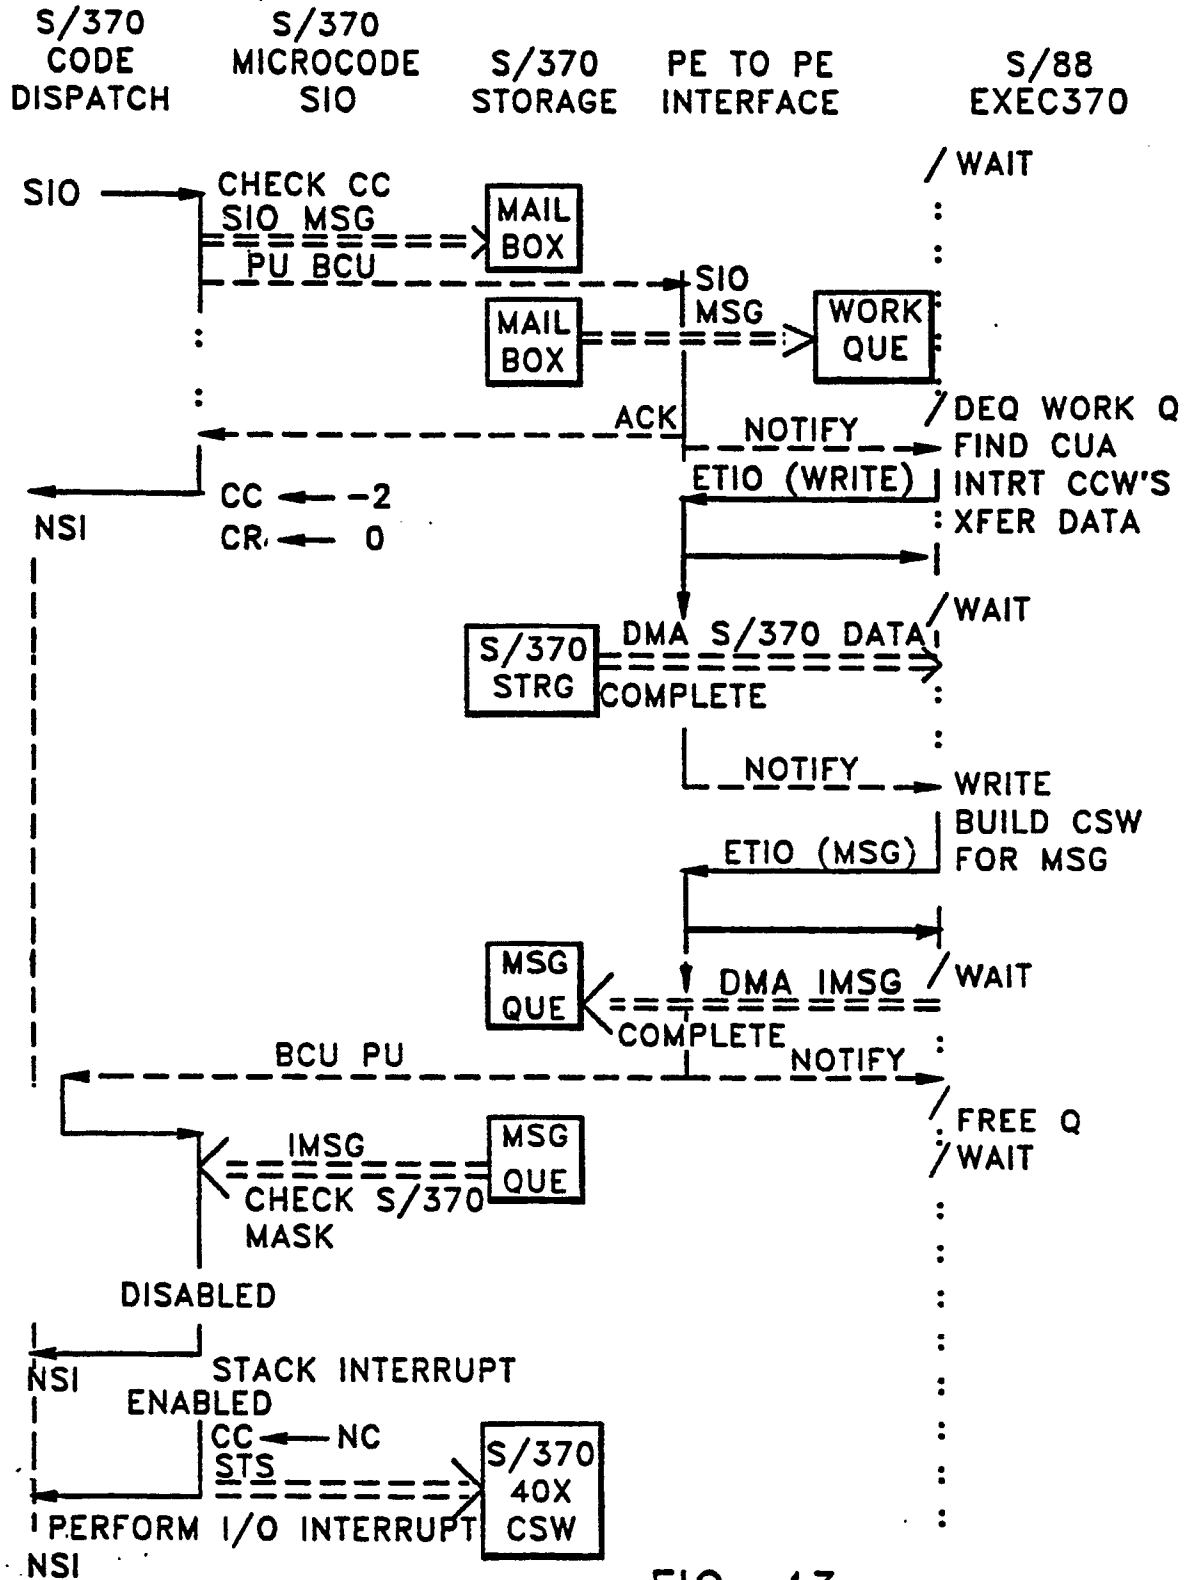 S/370 CODE DISPATCH
S/370 MICROCODE SIO
S/370 STORAGE
PE TO PE INTERFACE
S/88 EXEC370
WAIT
SIO
CHECK CC
SIO MSG
MAIL BOX
PU BCU
SIO MSG
MAIL BOX
WORK QUE
ACK
NOTIFY
DEQ WORK Q
FIND CUA
ETIO (WRITE)
INTRT CCW'S
XFER DATA
CC ← -2
CR ← 0
NSI
WAIT
DMA S/370 DATA
S/370 STRG
COMPLETE
NOTIFY
WRITE
BUILD CSW
FOR MSG
ETIO (MSG)
MSG QUE
DMA IMSG
WAIT
COMPLETE
BCU PU
NOTIFY
FREE Q
WAIT
IMSG
MSG QUE
CHECK S/370
MASK
DISABLED
NSI
STACK INTERRUPT
ENABLED
CC ← NC
STS
S/370 40X CSW
PERFORM I/O INTERRUPT
NSI